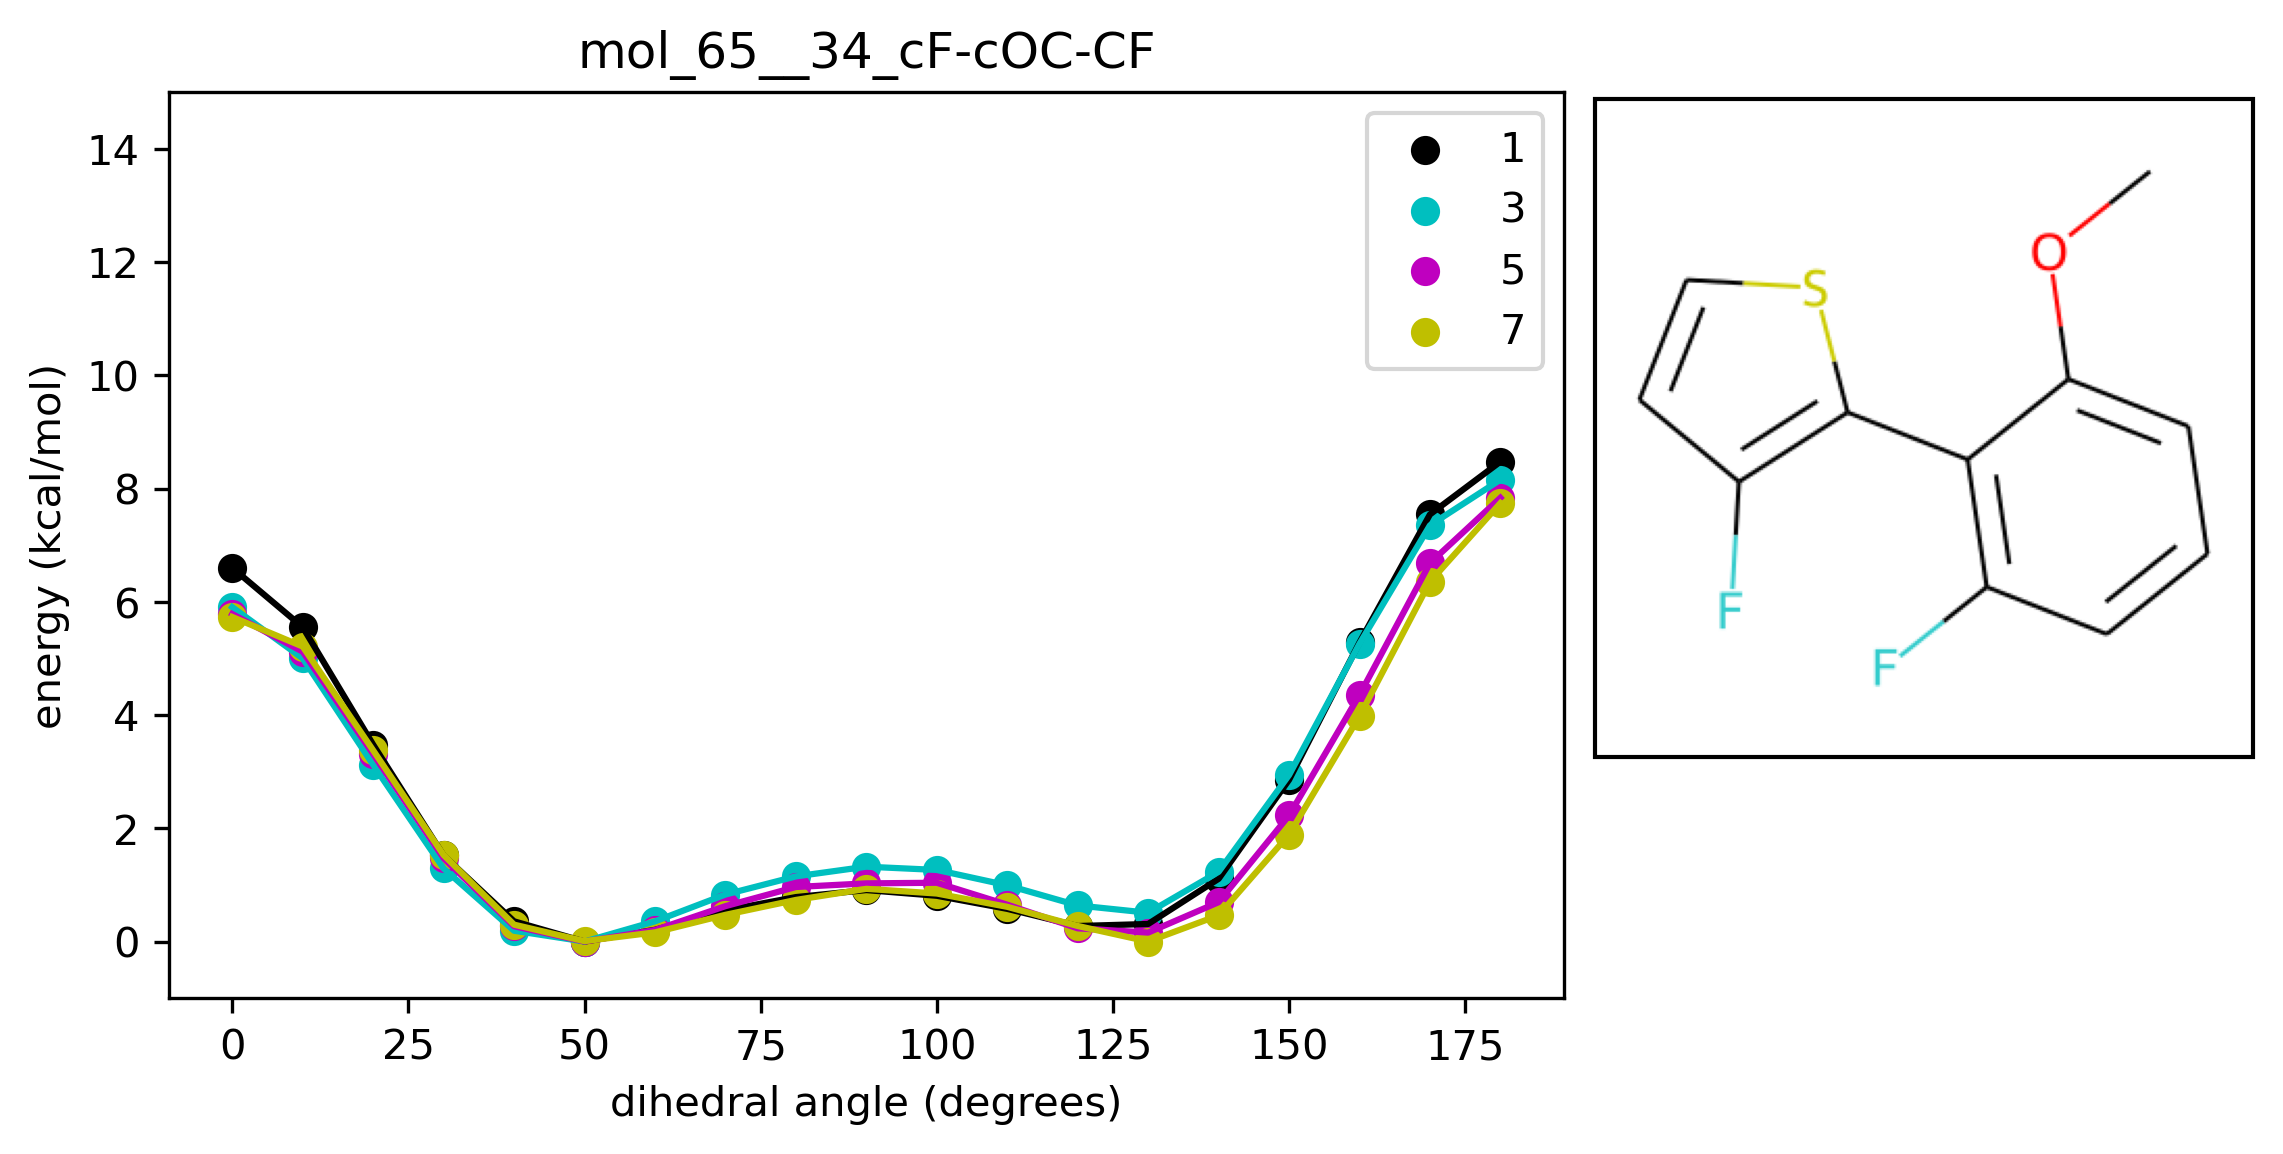 mol_65__34_cF-cOC-CF
14
12
10
8
6
4
2
0
energy (kcal/mol)
0 25 50 75 100 125 150 175
dihedral angle (degrees)
1
3
5
7
O
S
F
F